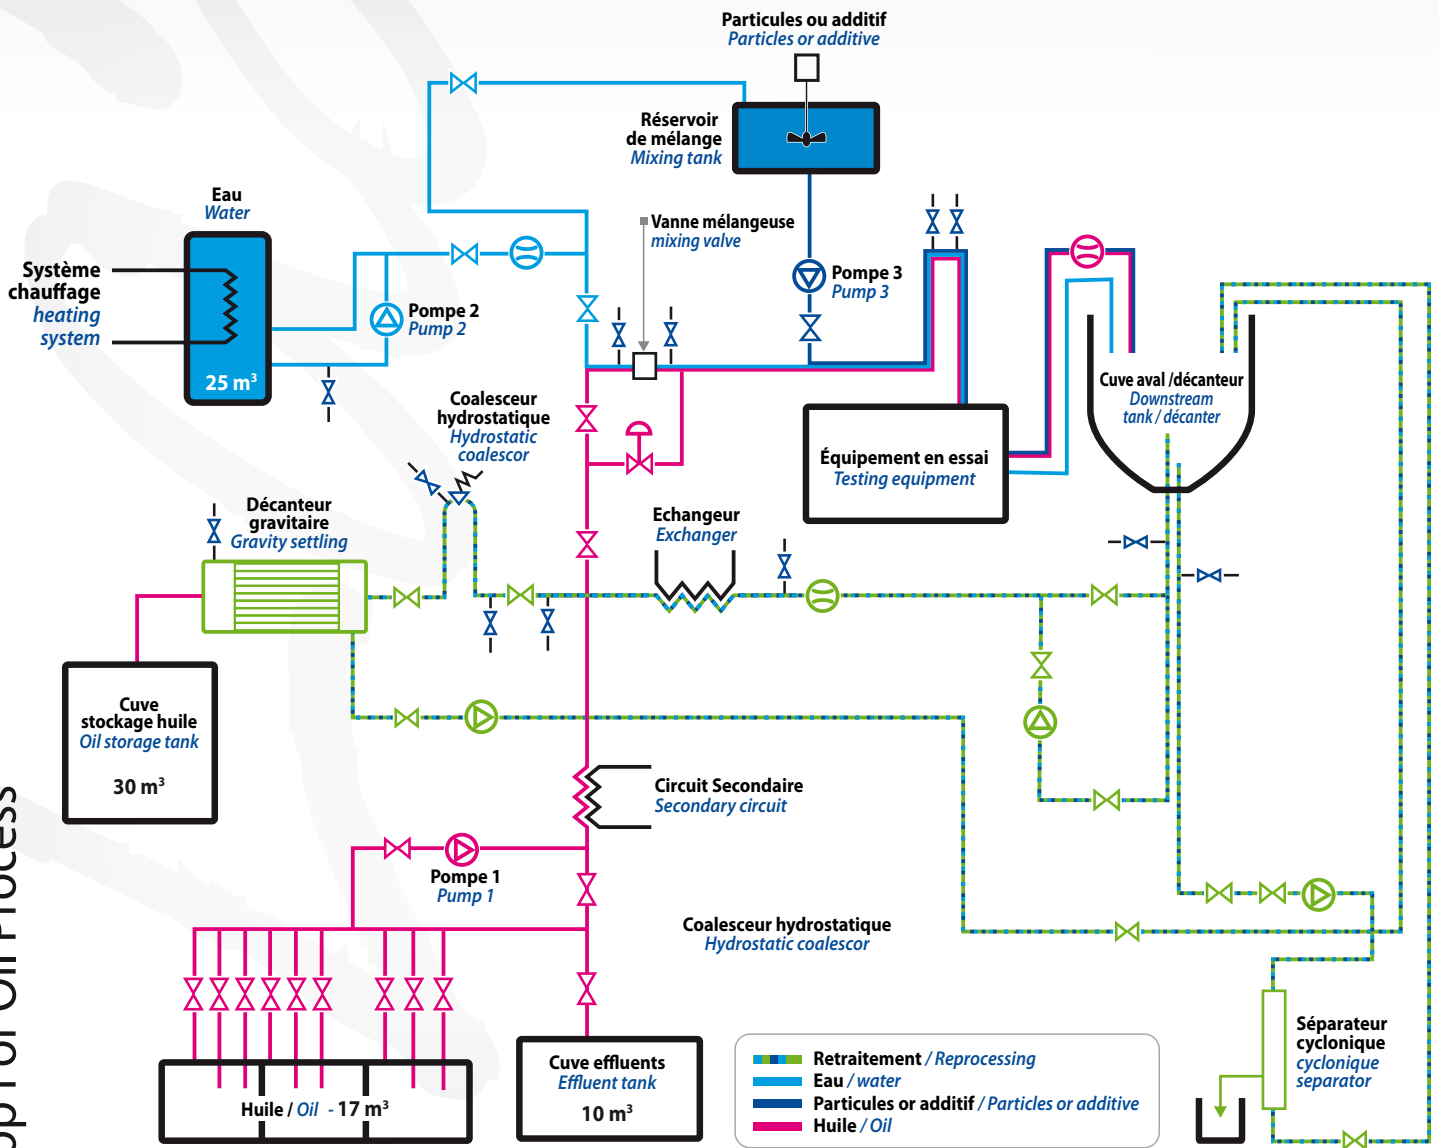 Particules ou additif
Particles or additive
Réservoir
de mélange
Mixing tank
Eau
Water
Vanne mélangeuse
mixing valve
Système
chauffage
heating
system
Pompe 2
Pump 2
Pompe 3
Pump 3
25 m³
Coalesceur
hydrostatique
Hydrostatic
coalescor
Cuve aval /décanteur
Downstream
tank / décanter
Équipement en essai
Testing equipment
Décanteur
gravitaire
Gravity settling
Echangeur
Exchanger
Cuve
stockage huile
Oil storage tank
30 m³
Circuit Secondaire
Secondary circuit
Pompe 1
Pump 1
Coalesceur hydrostatique
Hydrostatic coalescor
Huile / Oil - 17 m³
Cuve effluents
Effluent tank
10 m³
Séparateur
cyclonique
cyclonique
separator
Retraitement / Reprocessing
Eau / water
Particules or additif / Particles or additive
Huile / Oil
For Oil Process